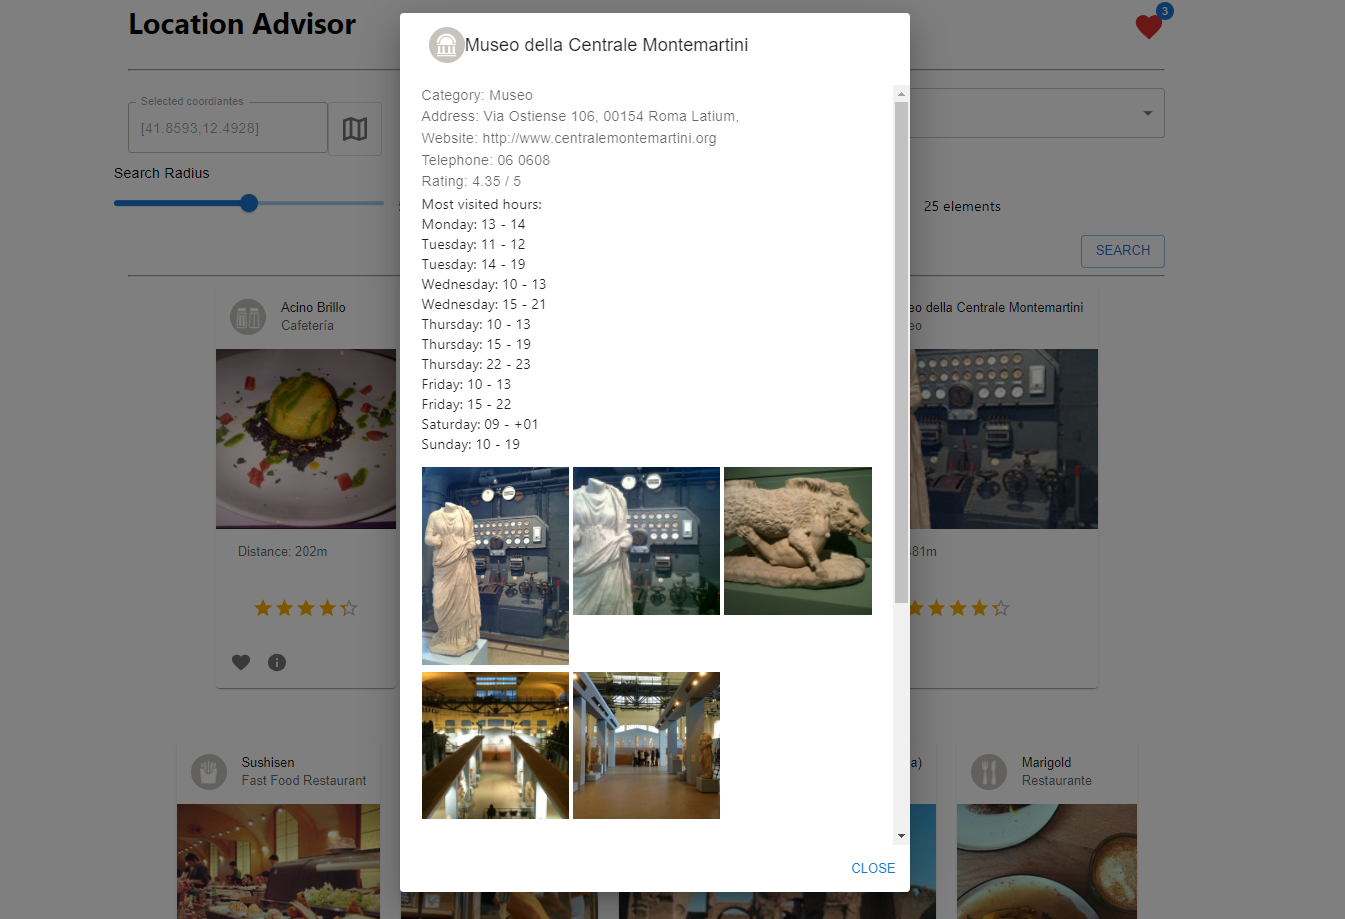 Location Advisor
3
Selected coordiantes
[41.8593,12.4928]
Search Radius
25 elements
SEARCH
Museo della Centrale Montemartini
Category: Museo
Address: Via Ostiense 106, 00154 Roma Latium,
Website: http://www.centralemontemartini.org
Telephone: 06 0608
Rating: 4.35 / 5
Most visited hours:
Monday: 13 - 14
Tuesday: 11 - 12
Tuesday: 14 - 19
Wednesday: 10 - 13
Wednesday: 15 - 21
Thursday: 10 - 13
Thursday: 15 - 19
Thursday: 22 - 23
Friday: 10 - 13
Friday: 15 - 22
Saturday: 09 - +01
Sunday: 10 - 19
CLOSE
Acino Brillo
Cafetería
Distance: 202m
della Centrale Montemartini
81m
Sushisen
Fast Food Restaurant
a)
Marigold
Restaurante